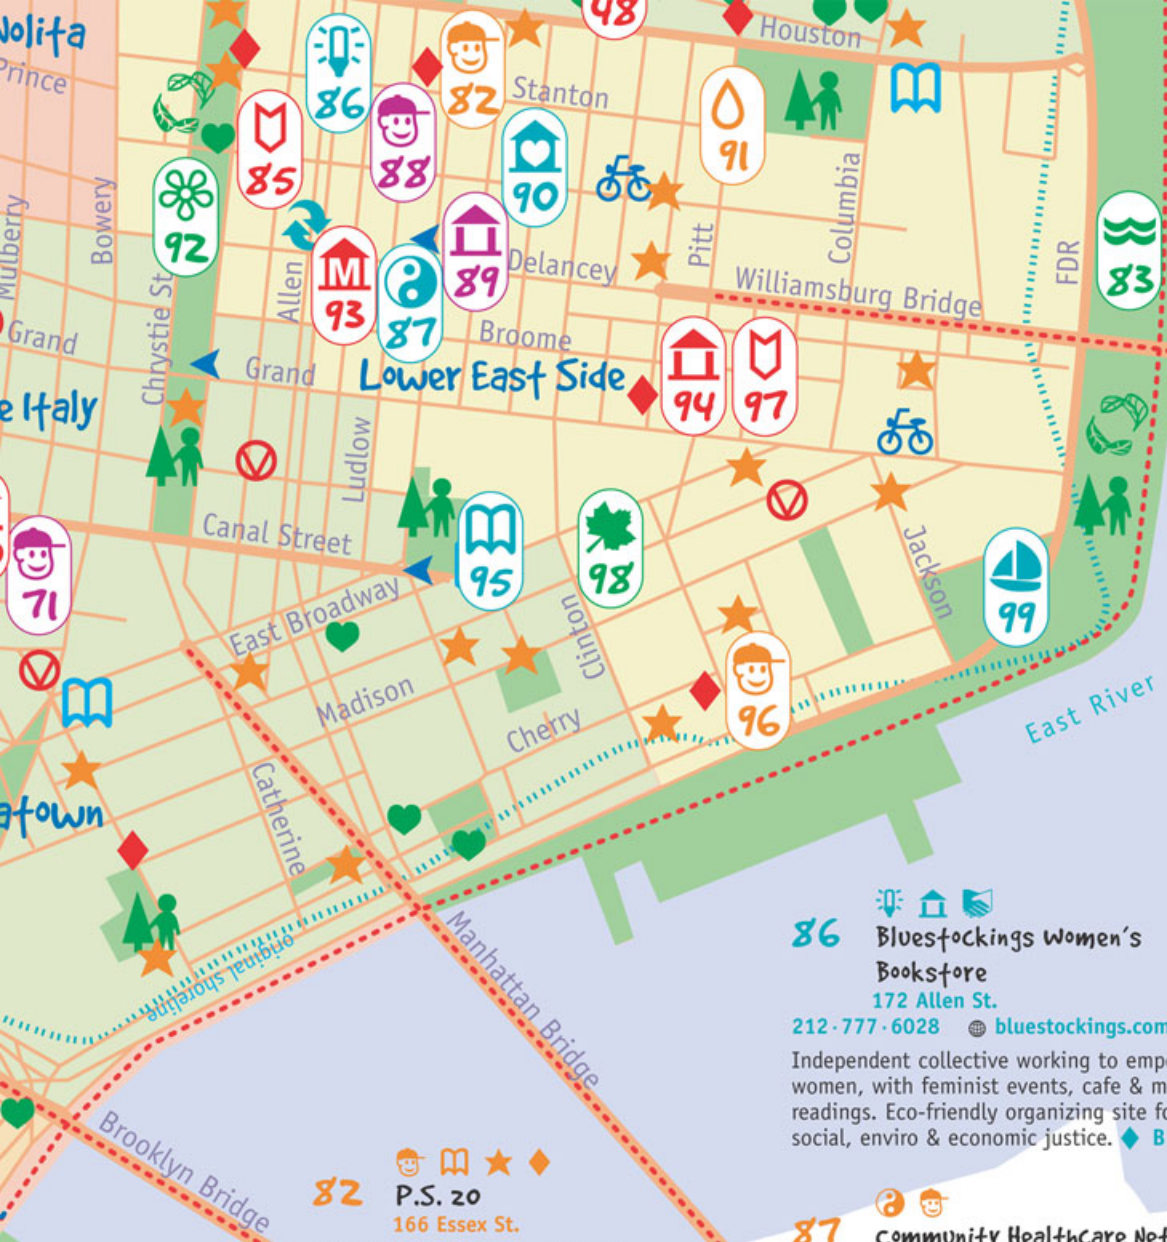 48
Houston
Nolita
Prince
86
82
Stanton
85
88
91
90
92
Columbia
Mulberry
Bowery
Pitt
89
Delancey
FDR
83
Allen
93
87
Williamsburg Bridge
Chrystie St
Grand
Broome
Grand
Lower East Side
94
97
e Italy
Ludlow
Canal Street
95
98
Jackson
99
71
East Broadway
Clinton
Madison
96
Cherry
East River
Catherine
atown
original shoreline
Manhattan Bridge
86
Bluestockings Women's
Bookstore
172 Allen St.
212·777·6028 bluestockings.com
Independent collective working to emp
women, with feminist events, cafe & m
readings. Eco-friendly organizing site fo
social, enviro & economic justice. B
Brooklyn Bridge
82 P.S. 20
166 Essex St.
87
Community HealthCare Net